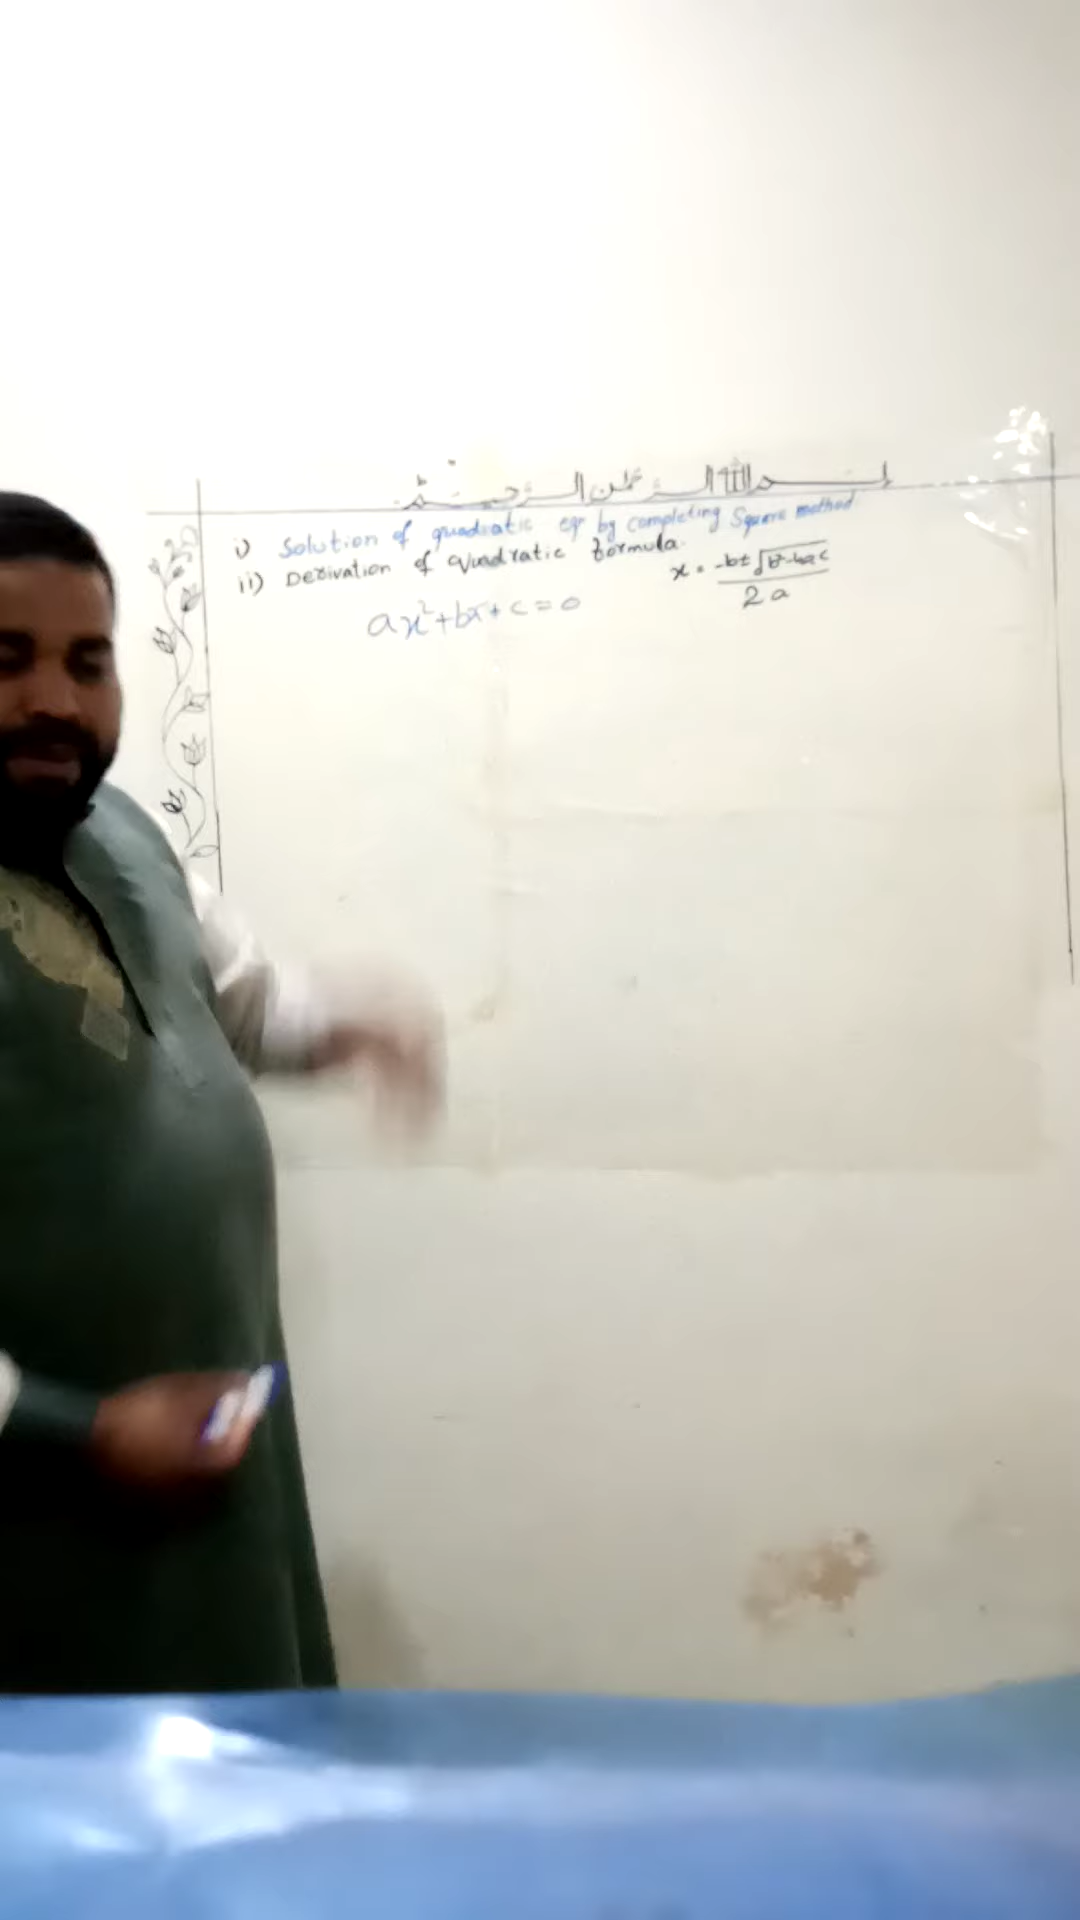 بسم الله الرحمن الرحيم
i) Solution of quadratic eqn by completing Square method
ii) Derivation of Quadratic formula.
x = -b±√b²-4ac / 2a
ax²+bx+c=0